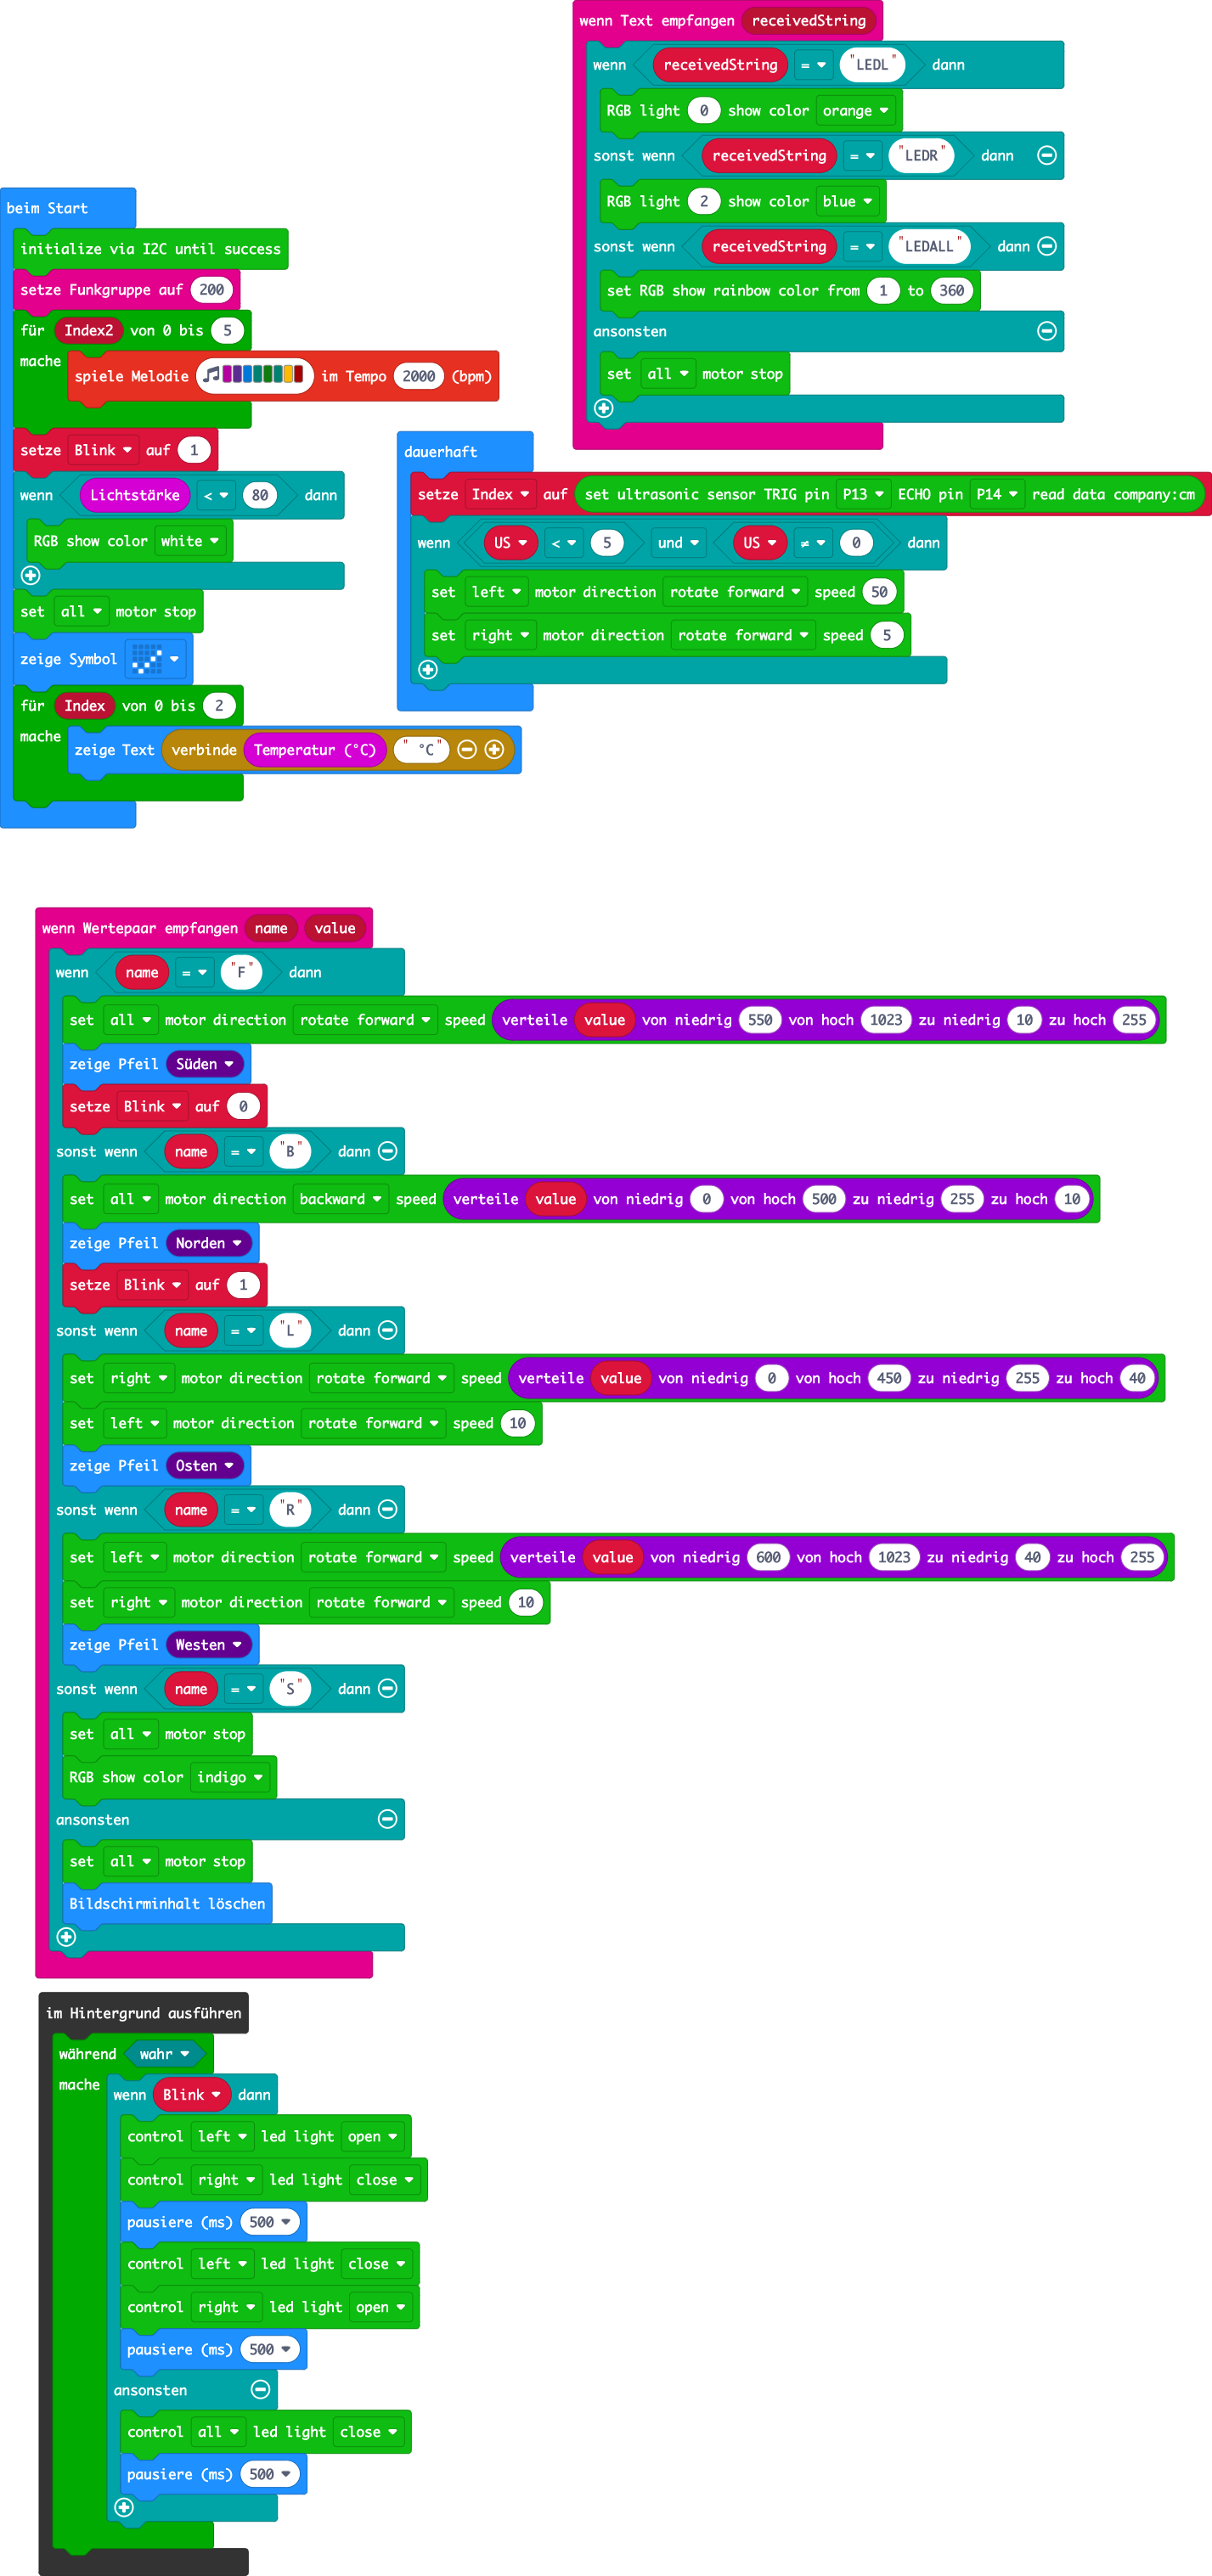 wenn Text empfangen receivedString
wenn receivedString = "LEDL" dann
RGB light 0 show color orange
sonst wenn receivedString = "LEDR" dann
RGB light 2 show color blue
sonst wenn receivedString = "LEDALL" dann
set RGB show rainbow color from 1 to 360
ansonsten
set all motor stop
beim Start
initialize via I2C until success
setze Funkgruppe auf 200
für Index2 von 0 bis 5
mache
spiele Melodie im Tempo 2000 (bpm)
setze Blink auf 1
wenn Lichtstärke < 80 dann
RGB show color white
set all motor stop
zeige Symbol
für Index von 0 bis 2
mache
zeige Text verbinde Temperatur (°C) " °C"
dauerhaft
setze Index auf set ultrasonic sensor TRIG pin P13 ECHO pin P14 read data company:cm
wenn US < 5 und US ≠ 0 dann
set left motor direction rotate forward speed 50
set right motor direction rotate forward speed 5
wenn Wertepaar empfangen name value
wenn name = "F" dann
set all motor direction rotate forward speed verteile value von niedrig 550 von hoch 1023 zu niedrig 10 zu hoch 255
zeige Pfeil Süden
setze Blink auf 0
sonst wenn name = "B" dann
set all motor direction backward speed verteile value von niedrig 0 von hoch 500 zu niedrig 255 zu hoch 10
zeige Pfeil Norden
setze Blink auf 1
sonst wenn name = "L" dann
set right motor direction rotate forward speed verteile value von niedrig 0 von hoch 450 zu niedrig 255 zu hoch 40
set left motor direction rotate forward speed 10
zeige Pfeil Osten
sonst wenn name = "R" dann
set left motor direction rotate forward speed verteile value von niedrig 600 von hoch 1023 zu niedrig 40 zu hoch 255
set right motor direction rotate forward speed 10
zeige Pfeil Westen
sonst wenn name = "S" dann
set all motor stop
RGB show color indigo
ansonsten
set all motor stop
Bildschirminhalt löschen
im Hintergrund ausführen
während wahr
mache
wenn Blink dann
control left led light open
control right led light close
pausiere (ms) 500
control left led light close
control right led light open
pausiere (ms) 500
ansonsten
control all led light close
pausiere (ms) 500